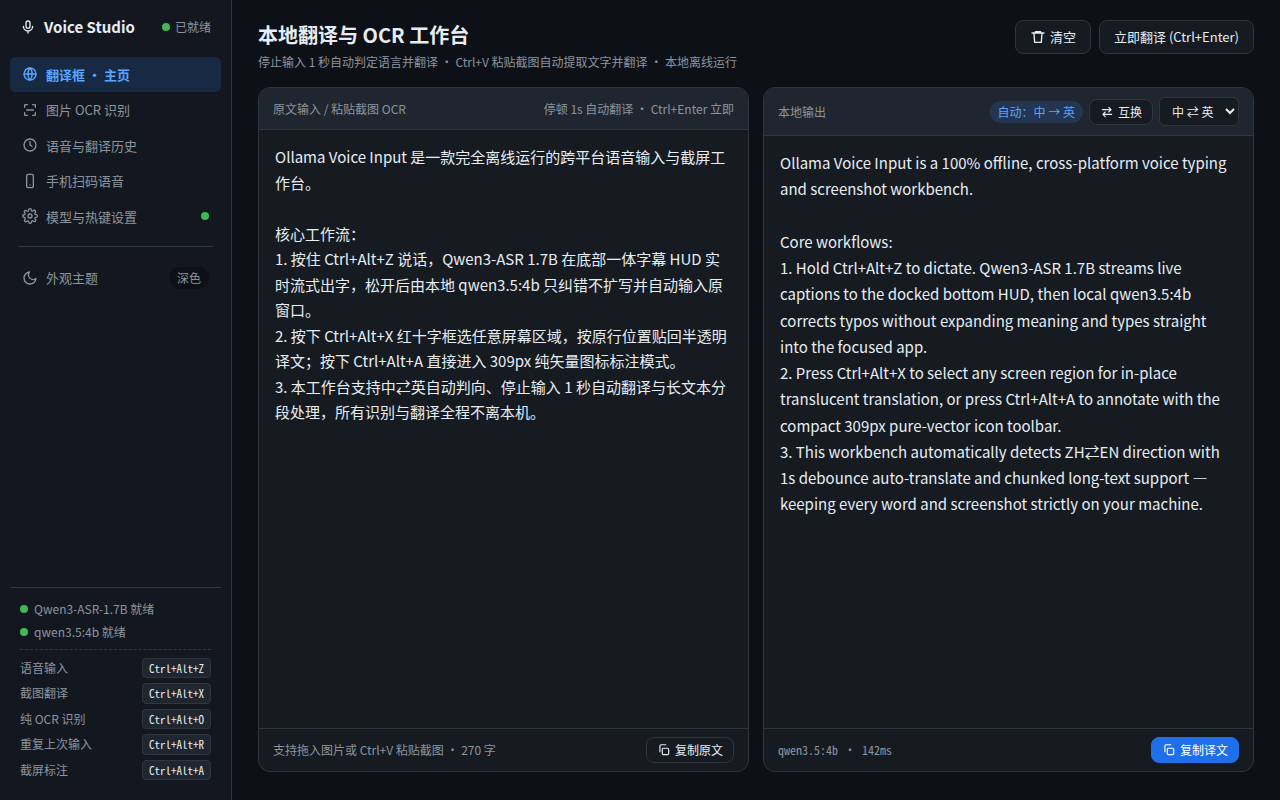 Voice Studio
已就绪
翻译框 · 主页
图片 OCR 识别
语音与翻译历史
手机扫码语音
模型与热键设置
外观主题
深色
Qwen3-ASR-1.7B 就绪
qwen3.5:4b 就绪
语音输入 Ctrl+Alt+Z
截图翻译 Ctrl+Alt+X
纯 OCR 识别 Ctrl+Alt+O
重复上次输入 Ctrl+Alt+R
截屏标注 Ctrl+Alt+A
本地翻译与 OCR 工作台
停止输入 1 秒自动判定语言并翻译 · Ctrl+V 粘贴截图自动提取文字并翻译 · 本地离线运行
清空
立即翻译 (Ctrl+Enter)
原文输入 / 粘贴截图 OCR
停顿 1s 自动翻译 · Ctrl+Enter 立即
Ollama Voice Input 是一款完全离线运行的跨平台语音输入与截屏工
作台。
核心工作流：
1. 按住 Ctrl+Alt+Z 说话，Qwen3-ASR 1.7B 在底部一体字幕 HUD 实
时流式出字，松开后由本地 qwen3.5:4b 只纠错不扩写并自动输入原
窗口。
2. 按下 Ctrl+Alt+X 红十字框选任意屏幕区域，按原行位置贴回半透明
译文；按下 Ctrl+Alt+A 直接进入 309px 纯矢量图标标注模式。
3. 本工作台支持中⇄英自动判向、停止输入 1 秒自动翻译与长文本分
段处理，所有识别与翻译全程不离本机。
支持拖入图片或 Ctrl+V 粘贴截图 · 270 字
复制原文
本地输出
自动：中 → 英
互换
中 ⇄ 英
Ollama Voice Input is a 100% offline, cross-platform voice typing
and screenshot workbench.
Core workflows:
1. Hold Ctrl+Alt+Z to dictate. Qwen3-ASR 1.7B streams live
captions to the docked bottom HUD, then local qwen3.5:4b
corrects typos without expanding meaning and types straight
into the focused app.
2. Press Ctrl+Alt+X to select any screen region for in-place
translucent translation, or press Ctrl+Alt+A to annotate with the
compact 309px pure-vector icon toolbar.
3. This workbench automatically detects ZH⇄EN direction with
1s debounce auto-translate and chunked long-text support —
keeping every word and screenshot strictly on your machine.
qwen3.5:4b · 142ms
复制译文